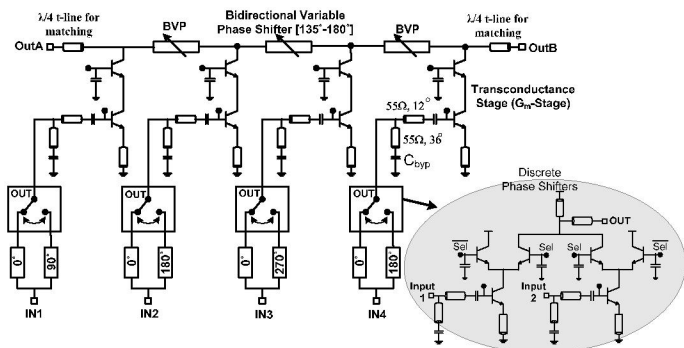 λ/4 t-line for
matching
BVP
Bidirectional Variable
Phase Shifter [135°-180°]
BVP
λ/4 t-line for
matching
OutA
OutB
Transconductance
Stage (Gm-Stage)
55Ω, 12°
55Ω, 36°
Cbyp
OUT
OUT
OUT
OUT
0°
90°
0°
180°
0°
270°
0°
180°
IN1
IN2
IN3
IN4
Discrete
Phase Shifters
OUT
Sel
Sel
Sel
Sel
Input
1
Input
2